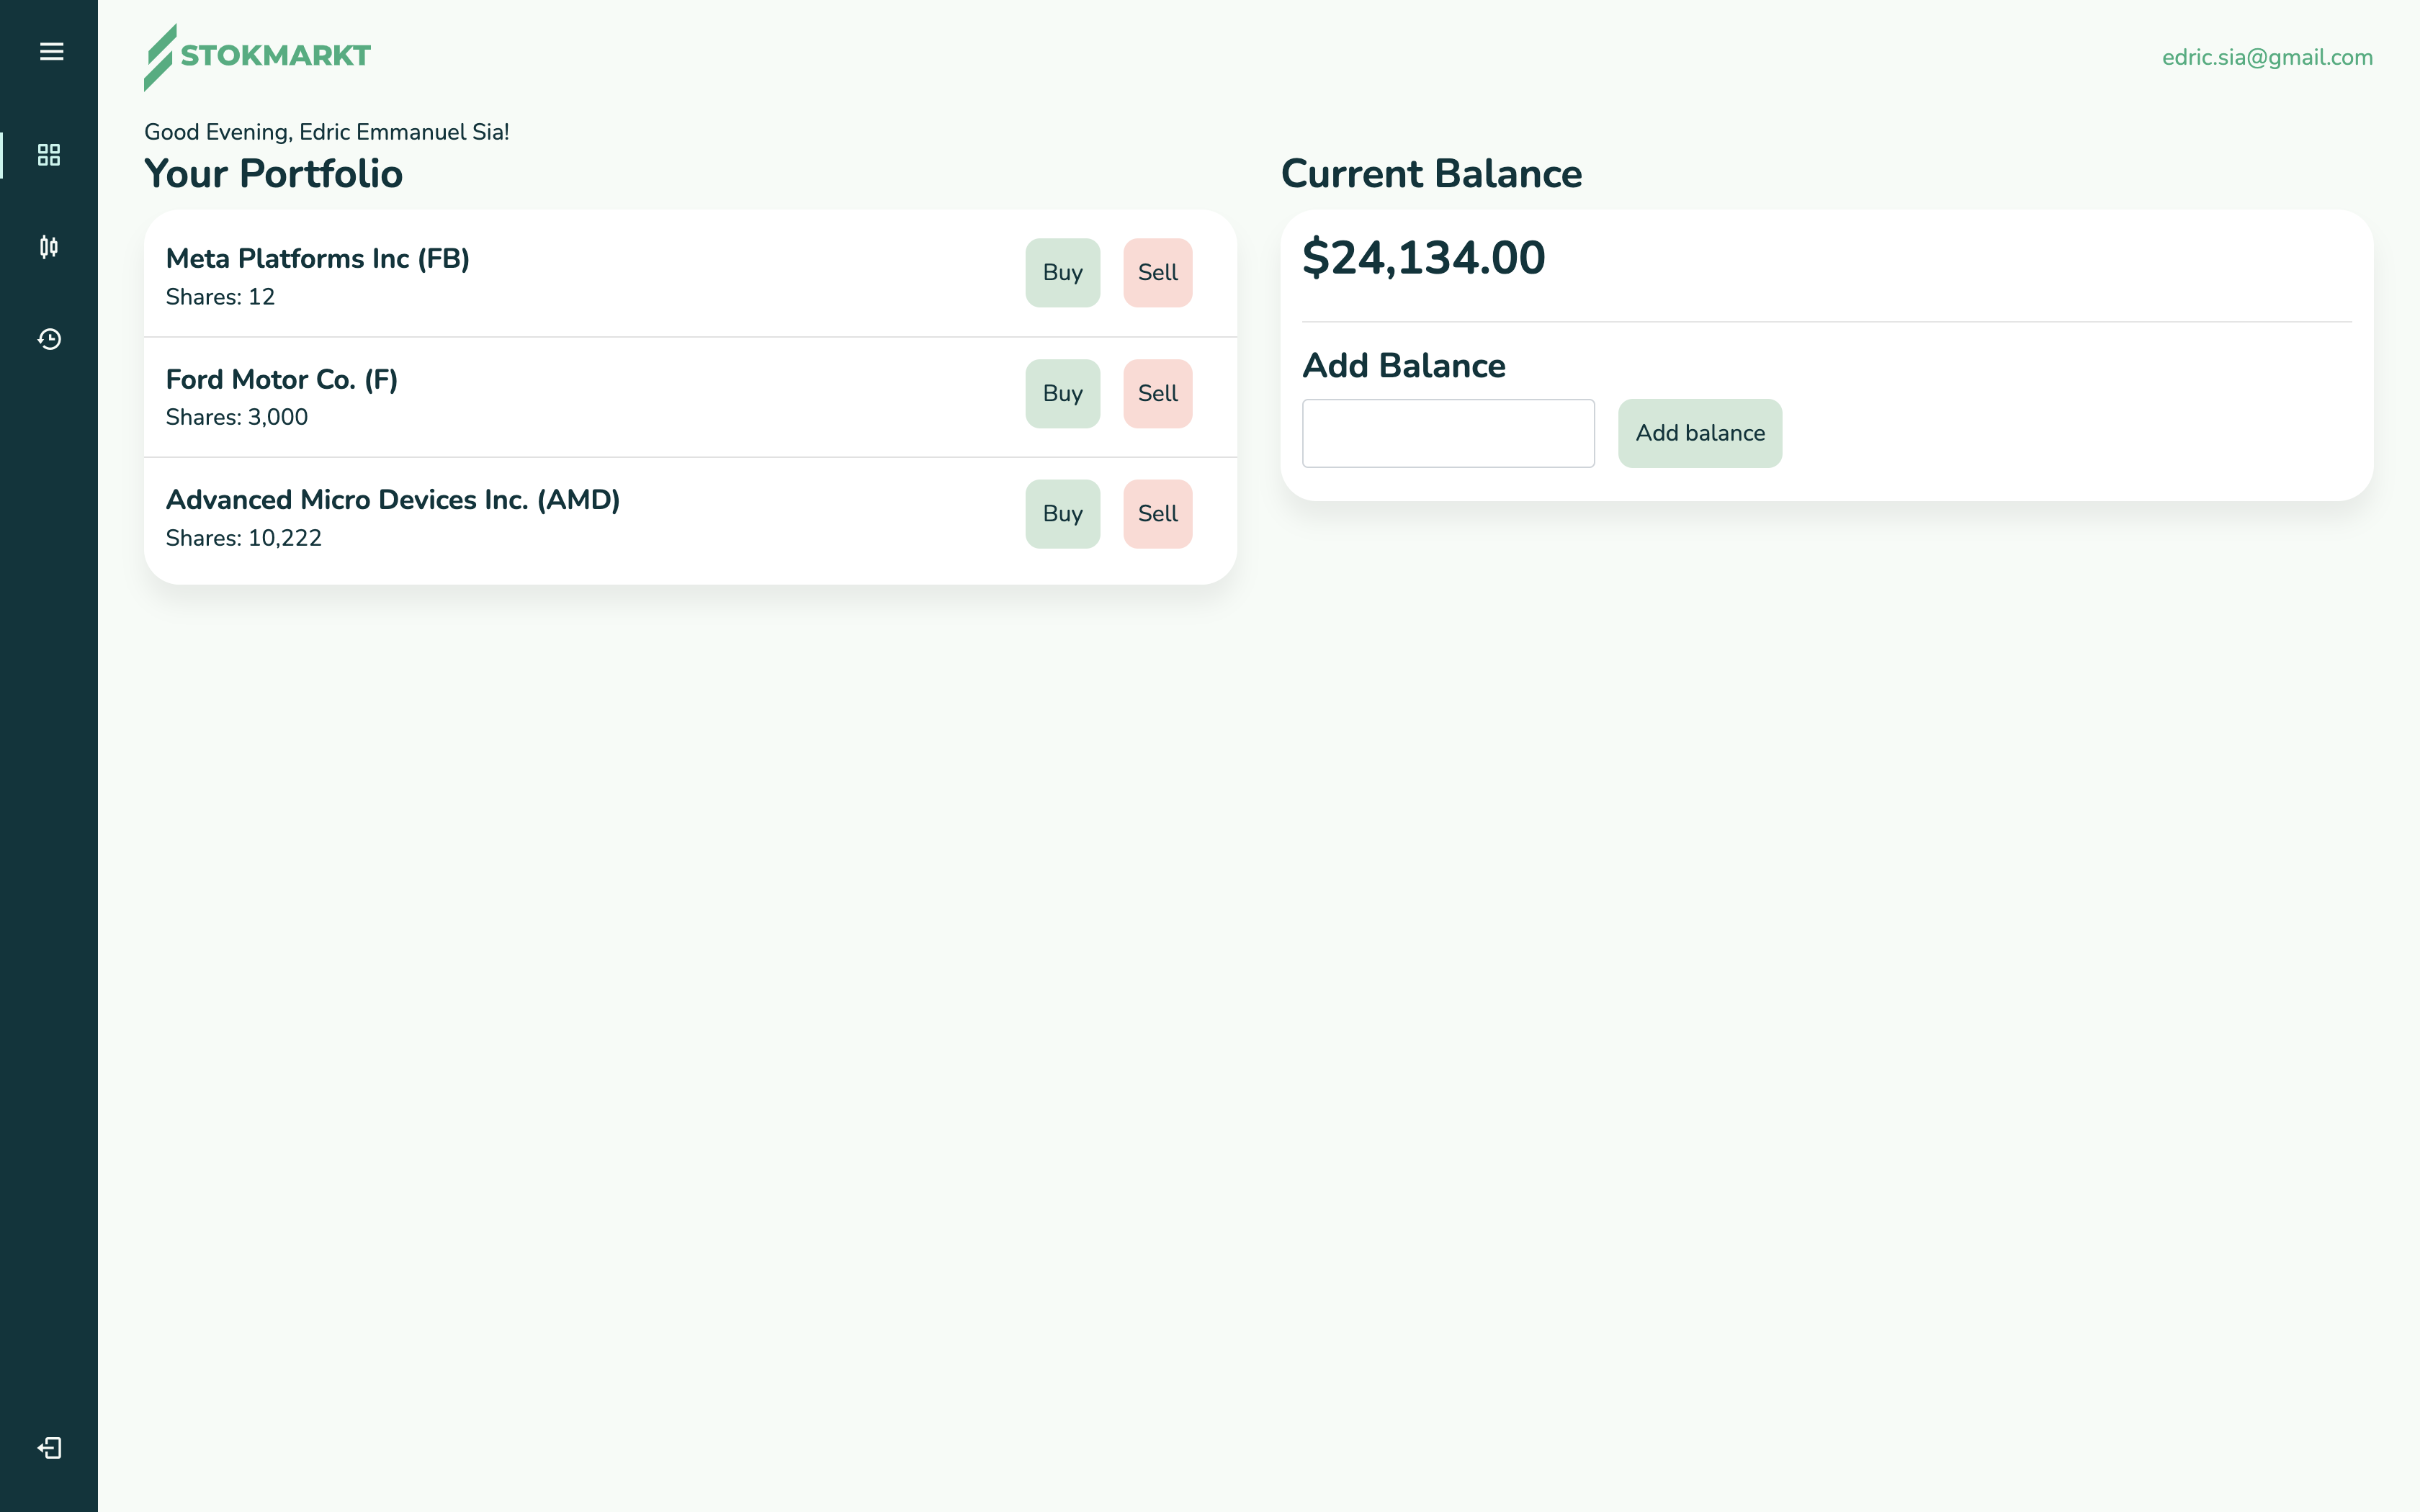 STOKMARKT
edric.sia@gmail.com
Good Evening, Edric Emmanuel Sia!
Your Portfolio
Meta Platforms Inc (FB)
Shares: 12
Buy
Sell
Ford Motor Co. (F)
Shares: 3,000
Buy
Sell
Advanced Micro Devices Inc. (AMD)
Shares: 10,222
Buy
Sell
Current Balance
$24,134.00
Add Balance
Add balance